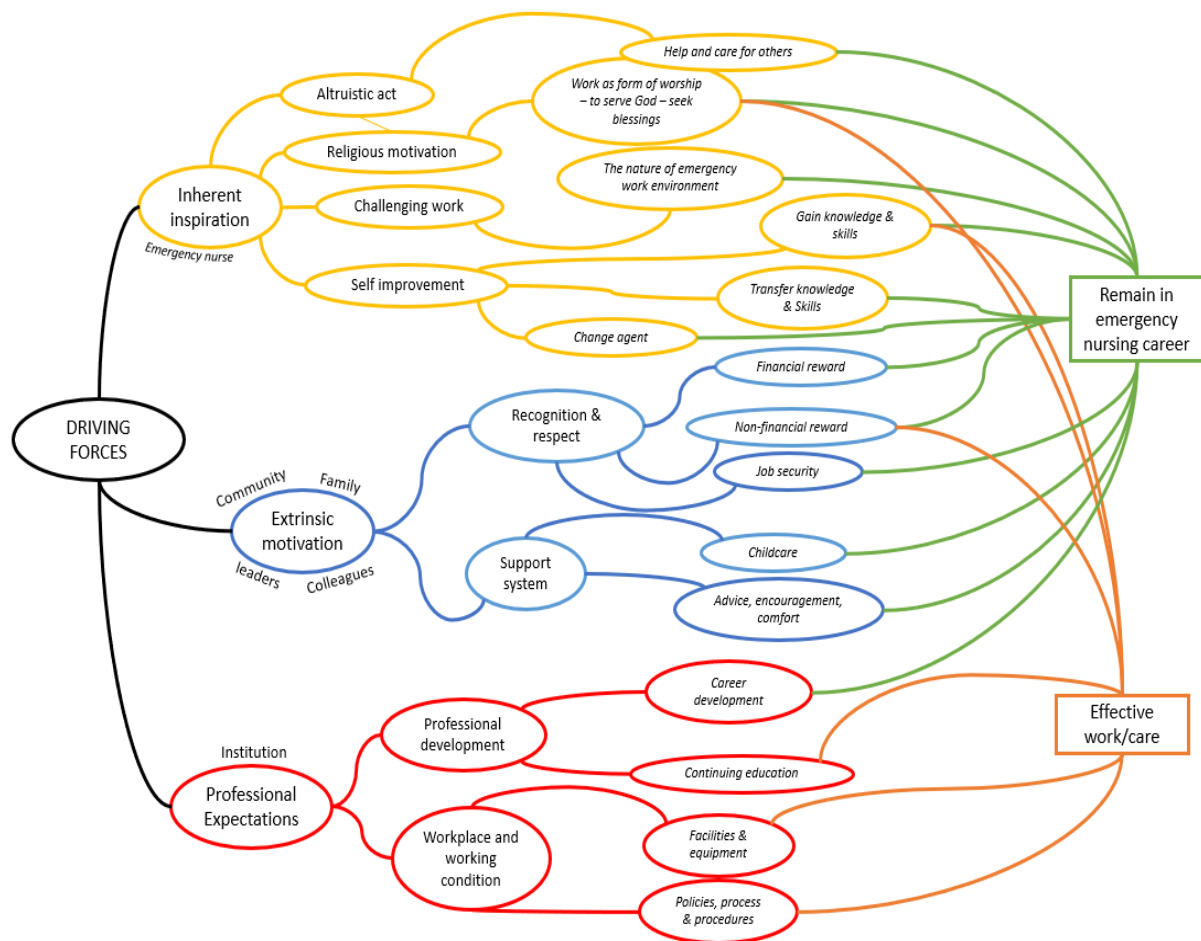 Help and care for others
Altruistic act
Work as form of worship
– to serve God – seek
blessings
Religious motivation
The nature of emergency
work environment
Inherent
inspiration
Emergency nurse
Challenging work
Gain knowledge &
skills
Self improvement
Transfer knowledge
& Skills
Change agent
Remain in
emergency
nursing career
DRIVING
FORCES
Financial reward
Recognition &
respect
Non-financial reward
Job security
Community
Family
Extrinsic
motivation
leaders
Colleagues
Support
system
Childcare
Advice, encouragement,
comfort
Career
development
Professional
development
Continuing education
Effective
work/care
Institution
Professional
Expectations
Workplace and
working
condition
Facilities &
equipment
Policies, process
& procedures